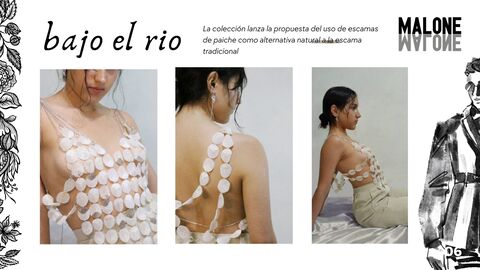 bajo el rio
La colección lanza la propuesta del uso de escamas
de paiche como alternativa natural a la escama
tradicional
MALONE
MALONE
06